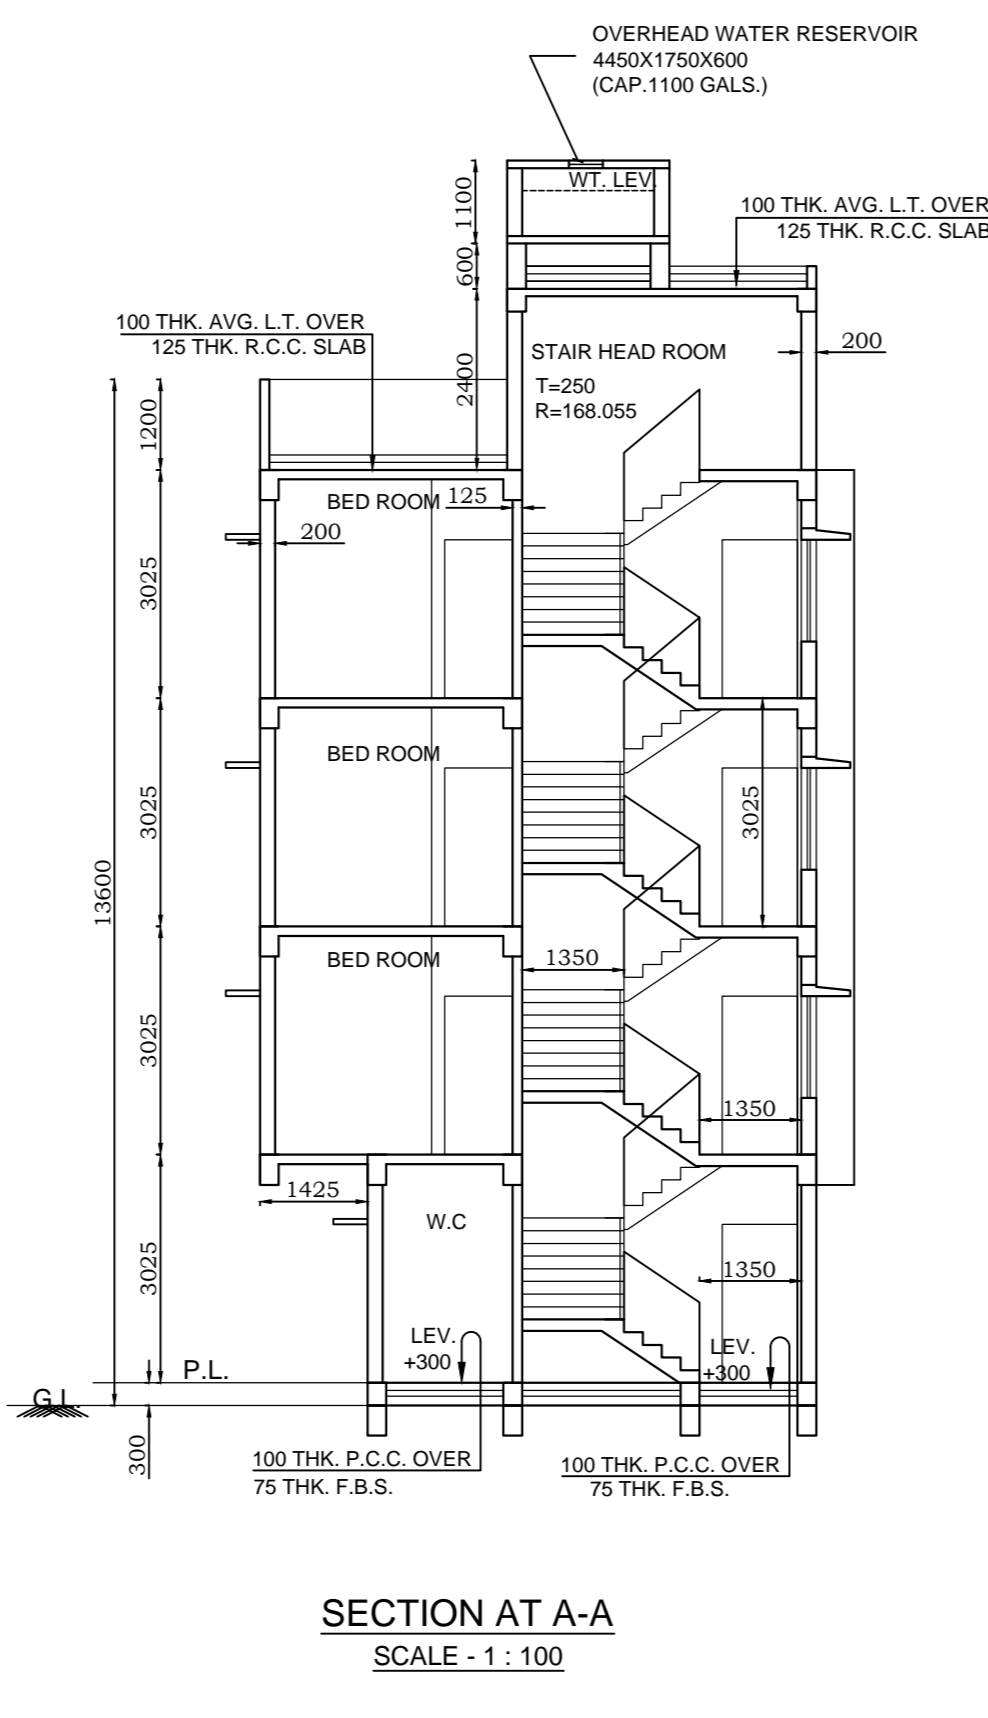 OVERHEAD WATER RESERVOIR
4450X1750X600
(CAP.1100 GALS.)
WT. LEV.
1100
100 THK. AVG. L.T. OVER
125 THK. R.C.C. SLAB
600
100 THK. AVG. L.T. OVER
125 THK. R.C.C. SLAB
STAIR HEAD ROOM
T=250
R=168.055
200
2400
1200
BED ROOM
125
200
3025
BED ROOM
3025
3025
13600
BED ROOM
1350
3025
1350
1425
W.C
3025
1350
LEV.
+300
LEV.
+300
P.L.
G.L.
300
100 THK. P.C.C. OVER
75 THK. F.B.S.
100 THK. P.C.C. OVER
75 THK. F.B.S.
SECTION AT A-A
SCALE - 1 : 100